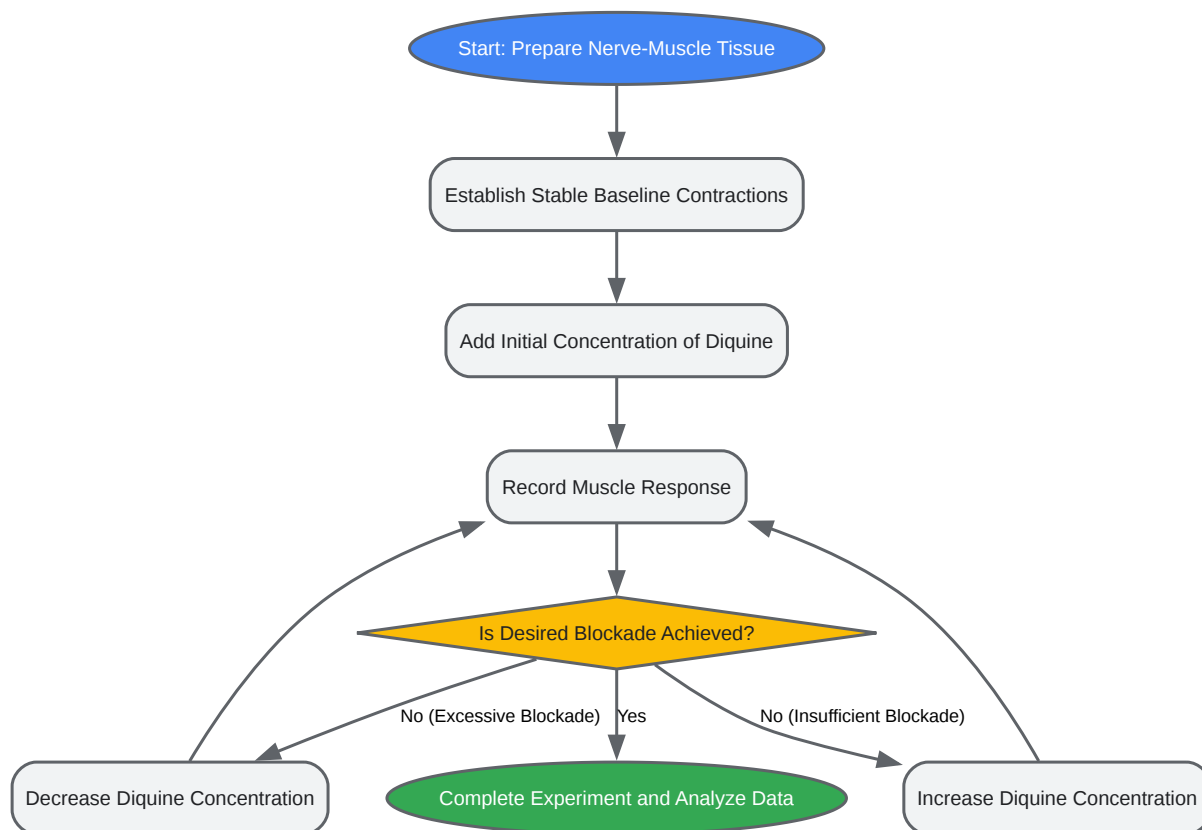 Start: Prepare Nerve-Muscle Tissue
Establish Stable Baseline Contractions
Add Initial Concentration of Diquine
Record Muscle Response
Is Desired Blockade Achieved?
No (Excessive Blockade)
Yes
No (Insufficient Blockade)
Decrease Diquine Concentration
Complete Experiment and Analyze Data
Increase Diquine Concentration